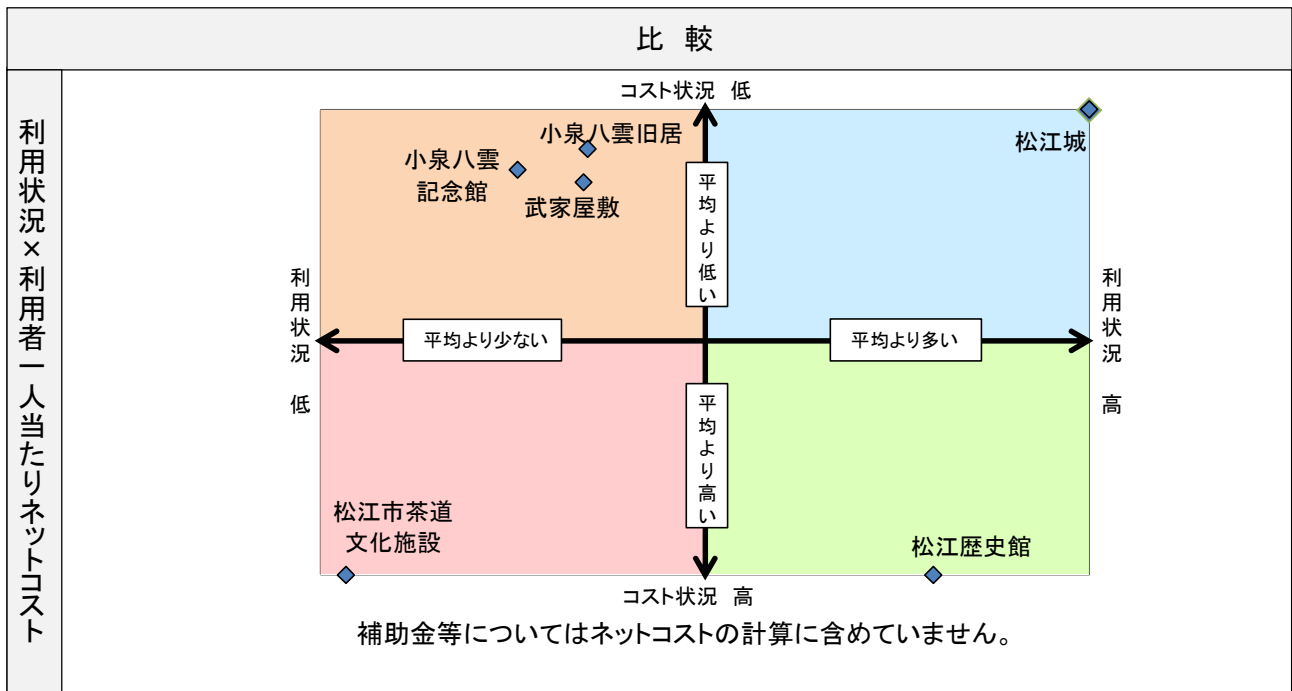 比 較
利用状況×利用者一人当たりネットコスト
コスト状況 低
小泉八雲旧居
小泉八雲
記念館
武家屋敷
松江城
平均より低い
利用状況 低
平均より少ない
平均より多い
利用状況 高
平均より高い
松江市茶道
文化施設
松江歴史館
コスト状況 高
補助金等についてはネットコストの計算に含めていません。